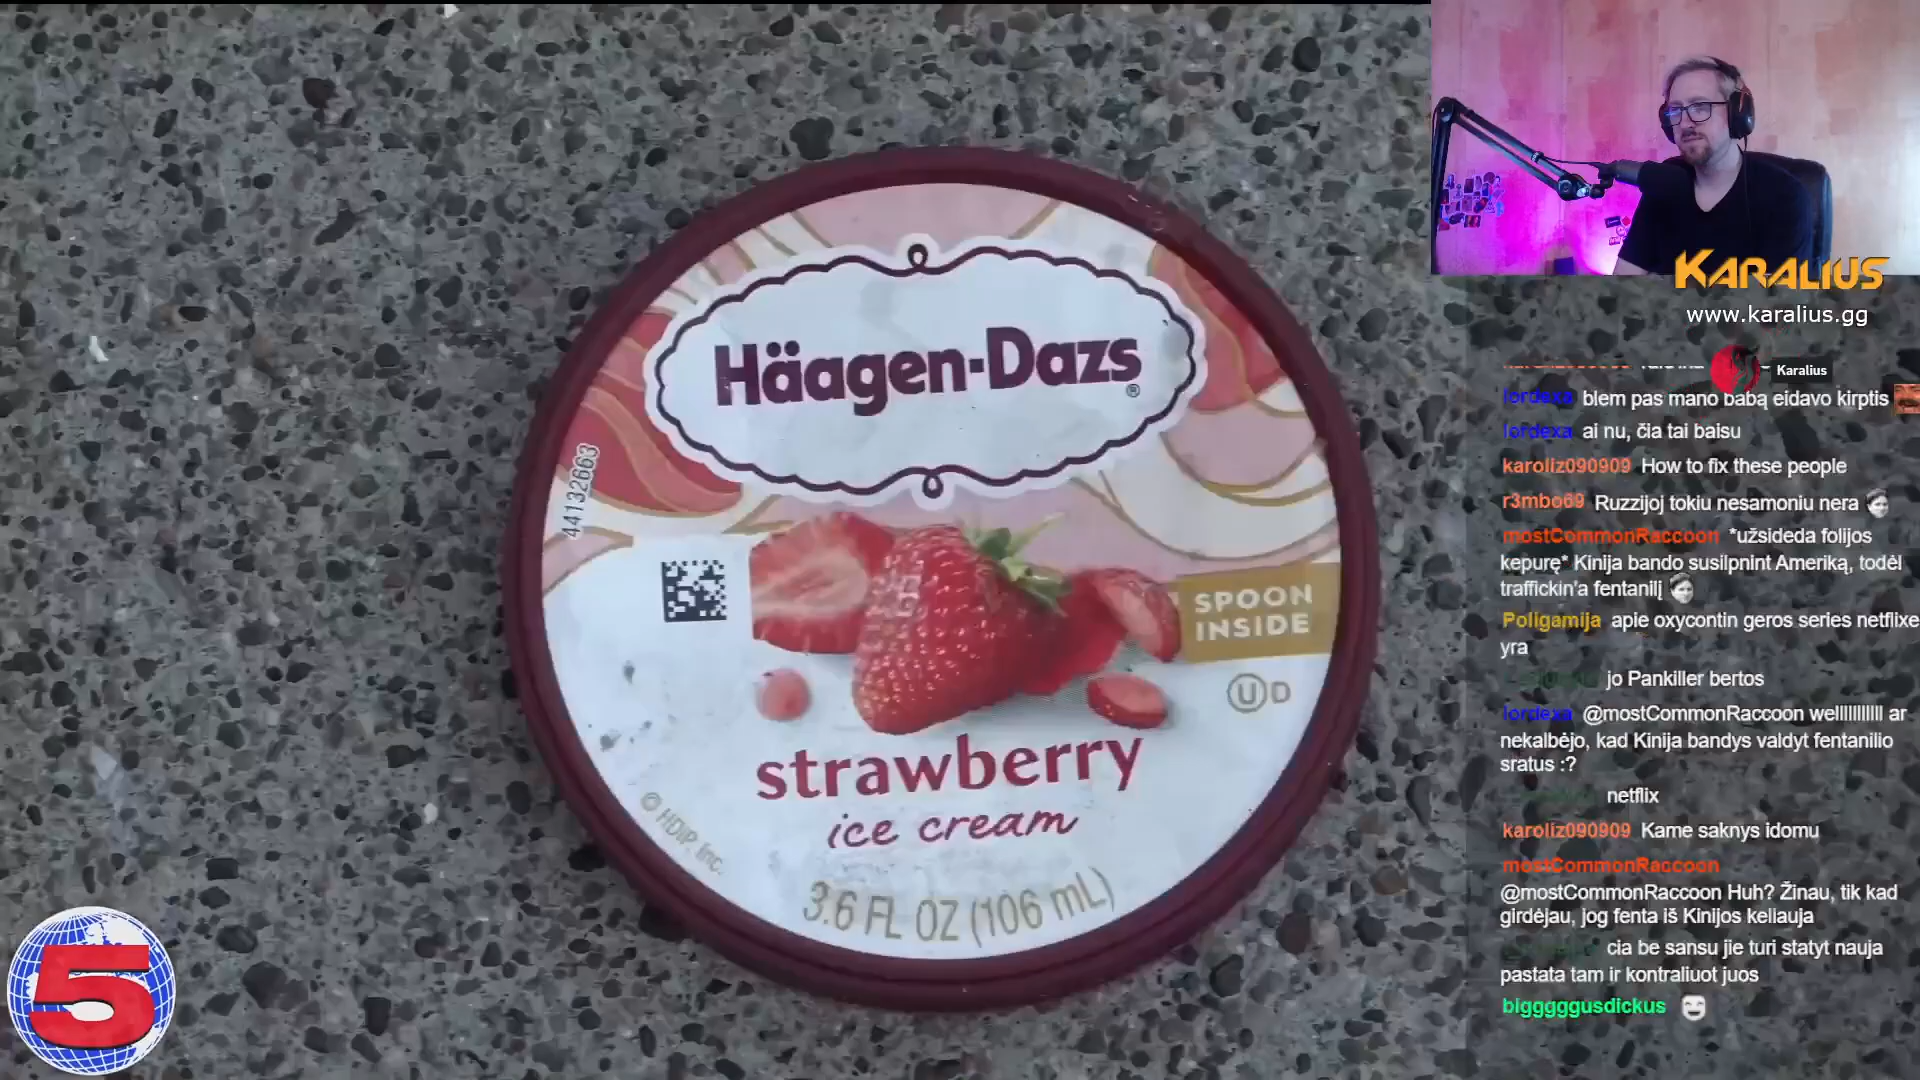 Häagen-Dazs
®
44132663
SPOON
INSIDE
UD
strawberry
ice cream
© HDIP, Inc.
3.6 FL OZ (106 mL)
5
KARALIUS
www.karalius.gg
Karalius
lordexa blem pas mano babą eidavo kirptis
lordexa ai nu, čia tai baisu
karoliz090909 How to fix these people
r3mbo69 Ruzzijoj tokiu nesamoniu nera
mostCommonRaccoon *užsideda folijos
kepurę* Kinija bando susilpnint Ameriką, todėl
traffickin'a fentanilį
Poligamija apie oxycontin geros series netflixe
yra
jo Pankiller bertos
lordexa @mostCommonRaccoon wellllllllllll ar
nekalbėjo, kad Kinija bandys valdyt fentanilio
sratus :?
netflix
karoliz090909 Kame saknys idomu
mostCommonRaccoon
@mostCommonRaccoon Huh? Žinau, tik kad
girdėjau, jog fenta iš Kinijos keliauja
cia be sansu jie turi statyt nauja
pastata tam ir kontraliuot juos
bigggggusdickus